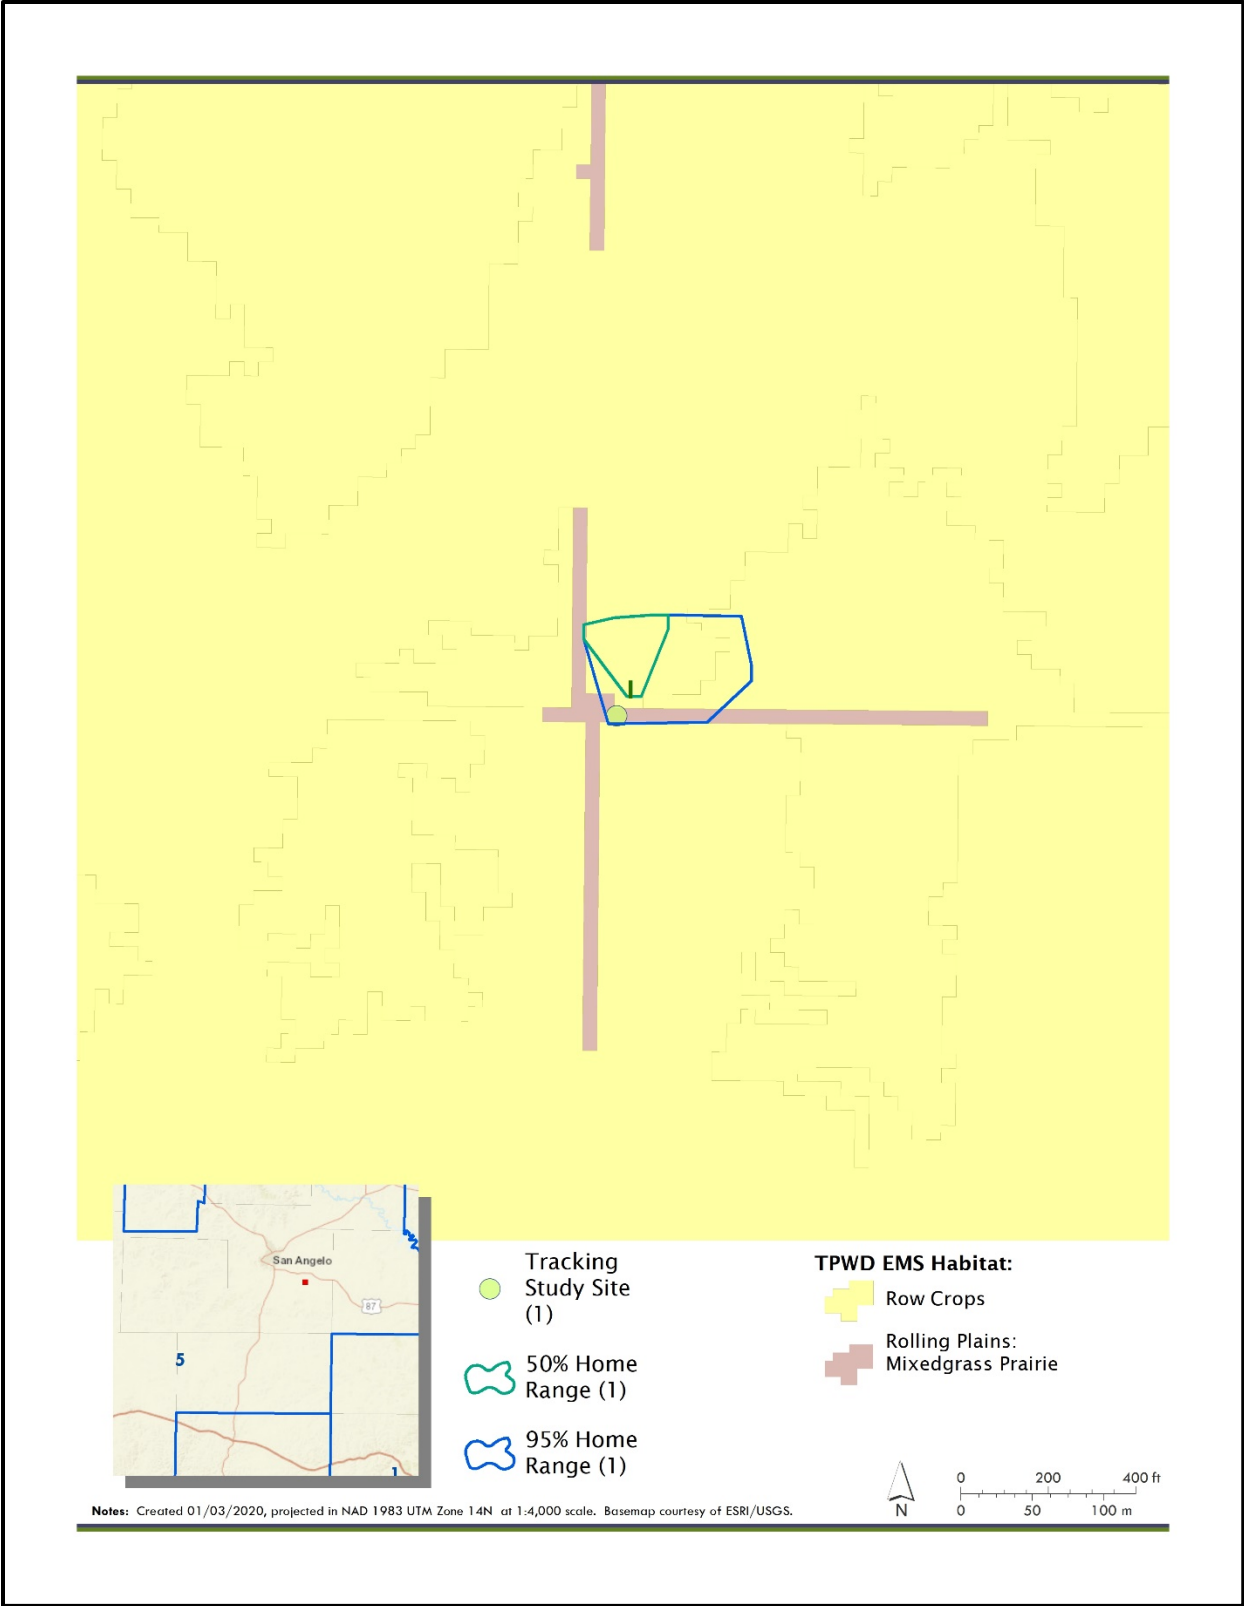 San Angelo
87
5
1
Tracking
Study Site
(1)
50% Home
Range (1)
95% Home
Range (1)
TPWD EMS Habitat:
Row Crops
Rolling Plains:
Mixedgrass Prairie
N
0 200 400 ft
0 50 100 m
Notes: Created 01/03/2020, projected in NAD 1983 UTM Zone 14N at 1:4,000 scale. Basemap courtesy of ESRI/USGS.